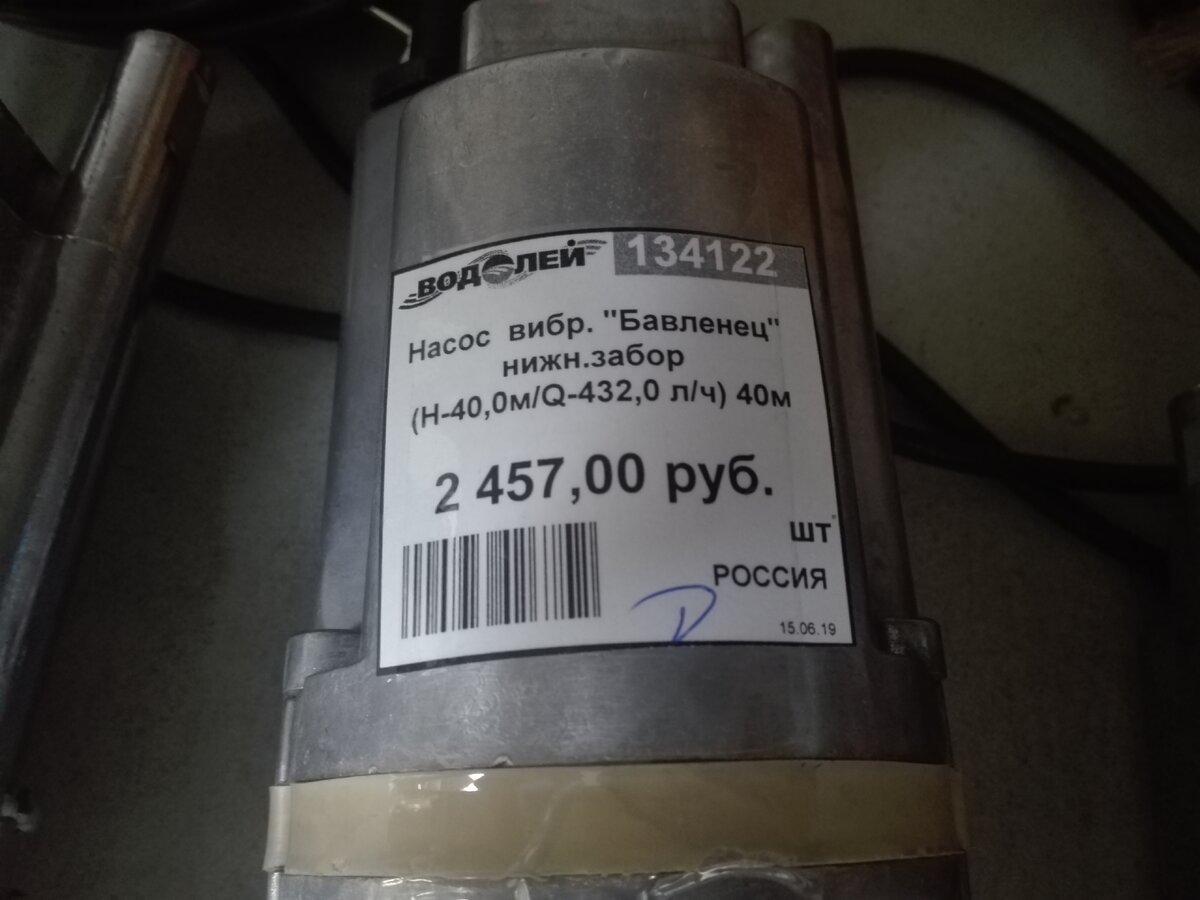 ВОДОЛЕЙ 134122
Насос вибр. "Бавленец"
нижн.забор
(Н-40,0м/Q-432,0 л/ч) 40м
2 457,00 руб.
шт
РОССИЯ
15.06.19